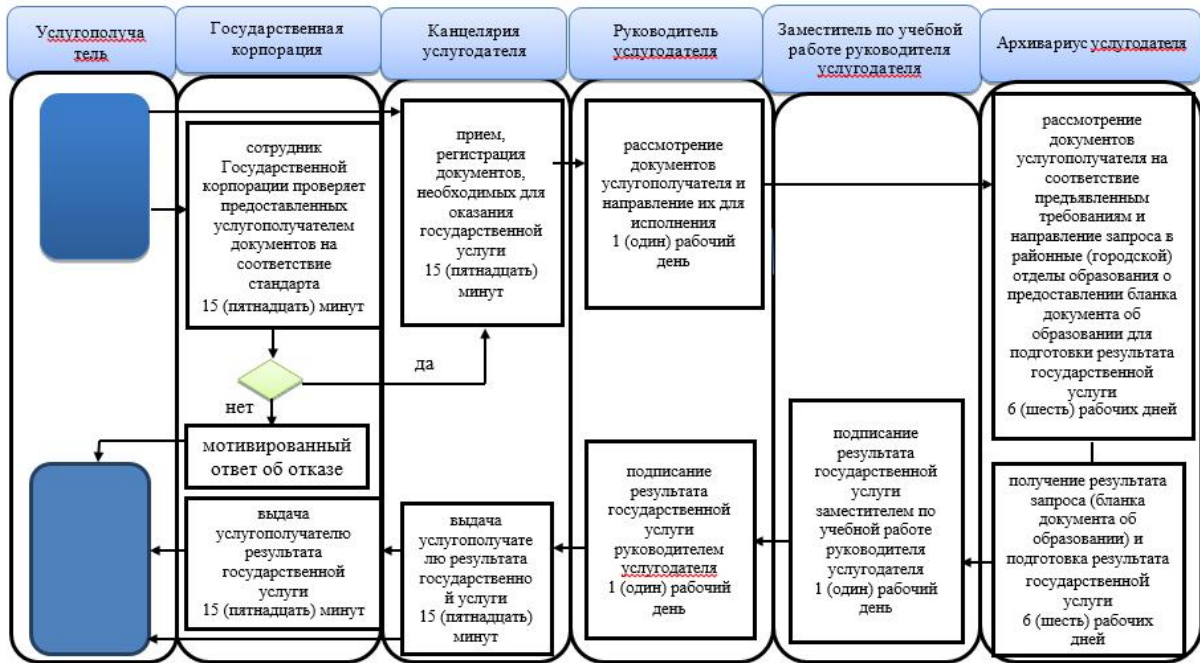 Услугополуча
тель
Государственная
корпорация
Канцелярия
услугодателя
Руководитель
услугодателя
Заместитель по учебной
работе руководителя
услугодателя
Архивариус услугодателя
сотрудник
Государственной
корпорации проверяет
предоставленных
услугополучателем
документов на
соответствие
стандарта
15 (пятнадцать) минут
прием,
регистрация
документов,
необходимых для
оказания
государственной
услуги
15 (пятнадцать)
минут
рассмотрение
документов
услугополучателя и
направление их для
исполнения
1 (один) рабочий
день
рассмотрение
документов
услугополучателя на
соответствие
предъявленным
требованиям и
направление запроса в
районные (городской)
отделы образования о
предоставлении бланка
документа об
образовании для
подготовки результата
государственной
услуги
6 (шесть) рабочих дней
да
нет
мотивированный
ответ об отказе
выдача
услугополучателю
результата
государственной
услуги
15 (пятнадцать) минут
выдача
услугополучате
лю результата
государственно
й услуги
15 (пятнадцать)
минут
подписание
результата
государственной
услуги
руководителем
услугодателя
1 (один) рабочий
день
подписание
результата
государственной
услуги
заместителем по
учебной работе
руководителя
услугодателя
1 (один) рабочий
день
получение результата
запроса (бланка
документа об
образовании) и
подготовка результата
государственной
услуги
6 (шесть) рабочих
дней